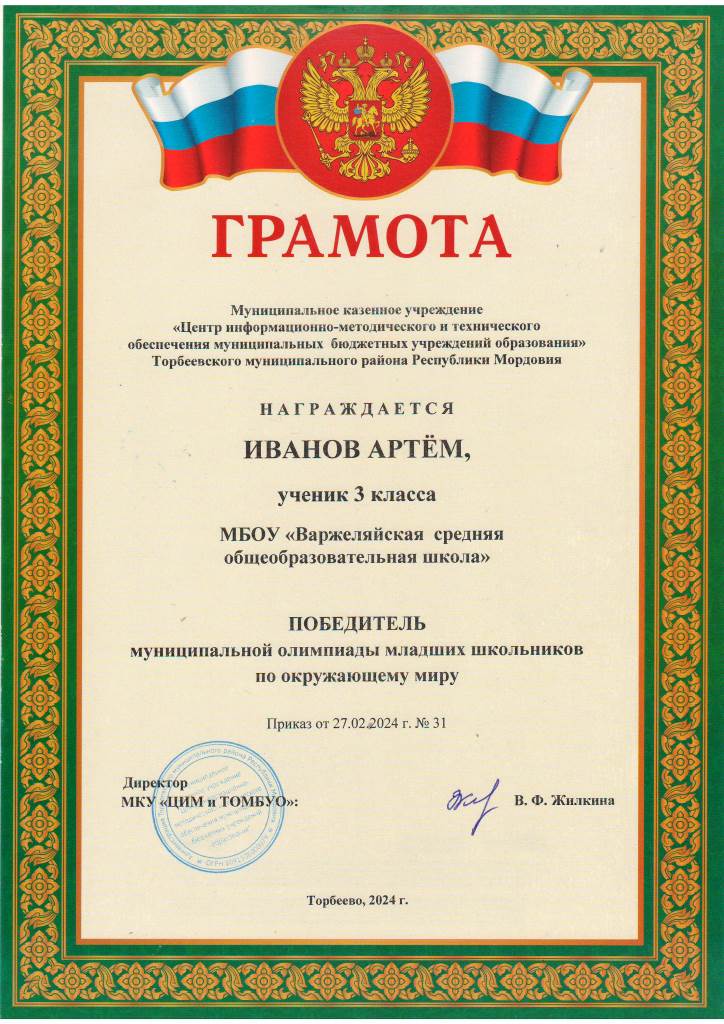 ГРАМОТА
Муниципальное казенное учреждение
«Центр информационно-методического и технического
обеспечения муниципальных бюджетных учреждений образования»
Торбеевского муниципального района Республики Мордовия
НАГРАЖДАЕТСЯ
ИВАНОВ АРТЁМ,
ученик 3 класса
МБОУ «Варжеляйская средняя
общеобразовательная школа»
ПОБЕДИТЕЛЬ
муниципальной олимпиады младших школьников
по окружающему миру
Приказ от 27.02.2024 г. № 31
Директор
МКУ «ЦИМ и ТОМБУО»:
В. Ф. Жилкина
Торбеево, 2024 г.